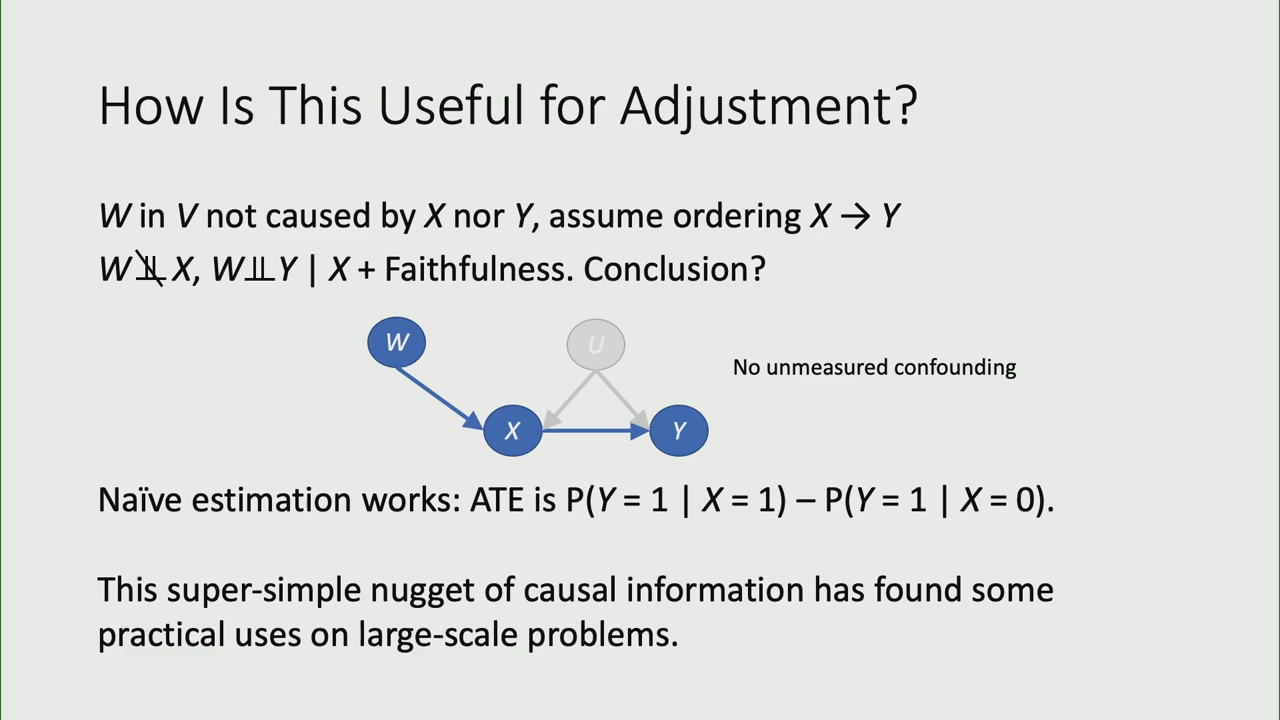 How Is This Useful for Adjustment?
W in V not caused by X nor Y, assume ordering X → Y
W ⫫̸ X, W ⫫ Y | X + Faithfulness. Conclusion?
W
U
No unmeasured confounding
X
Y
Naïve estimation works: ATE is P(Y = 1 | X = 1) – P(Y = 1 | X = 0).
This super-simple nugget of causal information has found some
practical uses on large-scale problems.